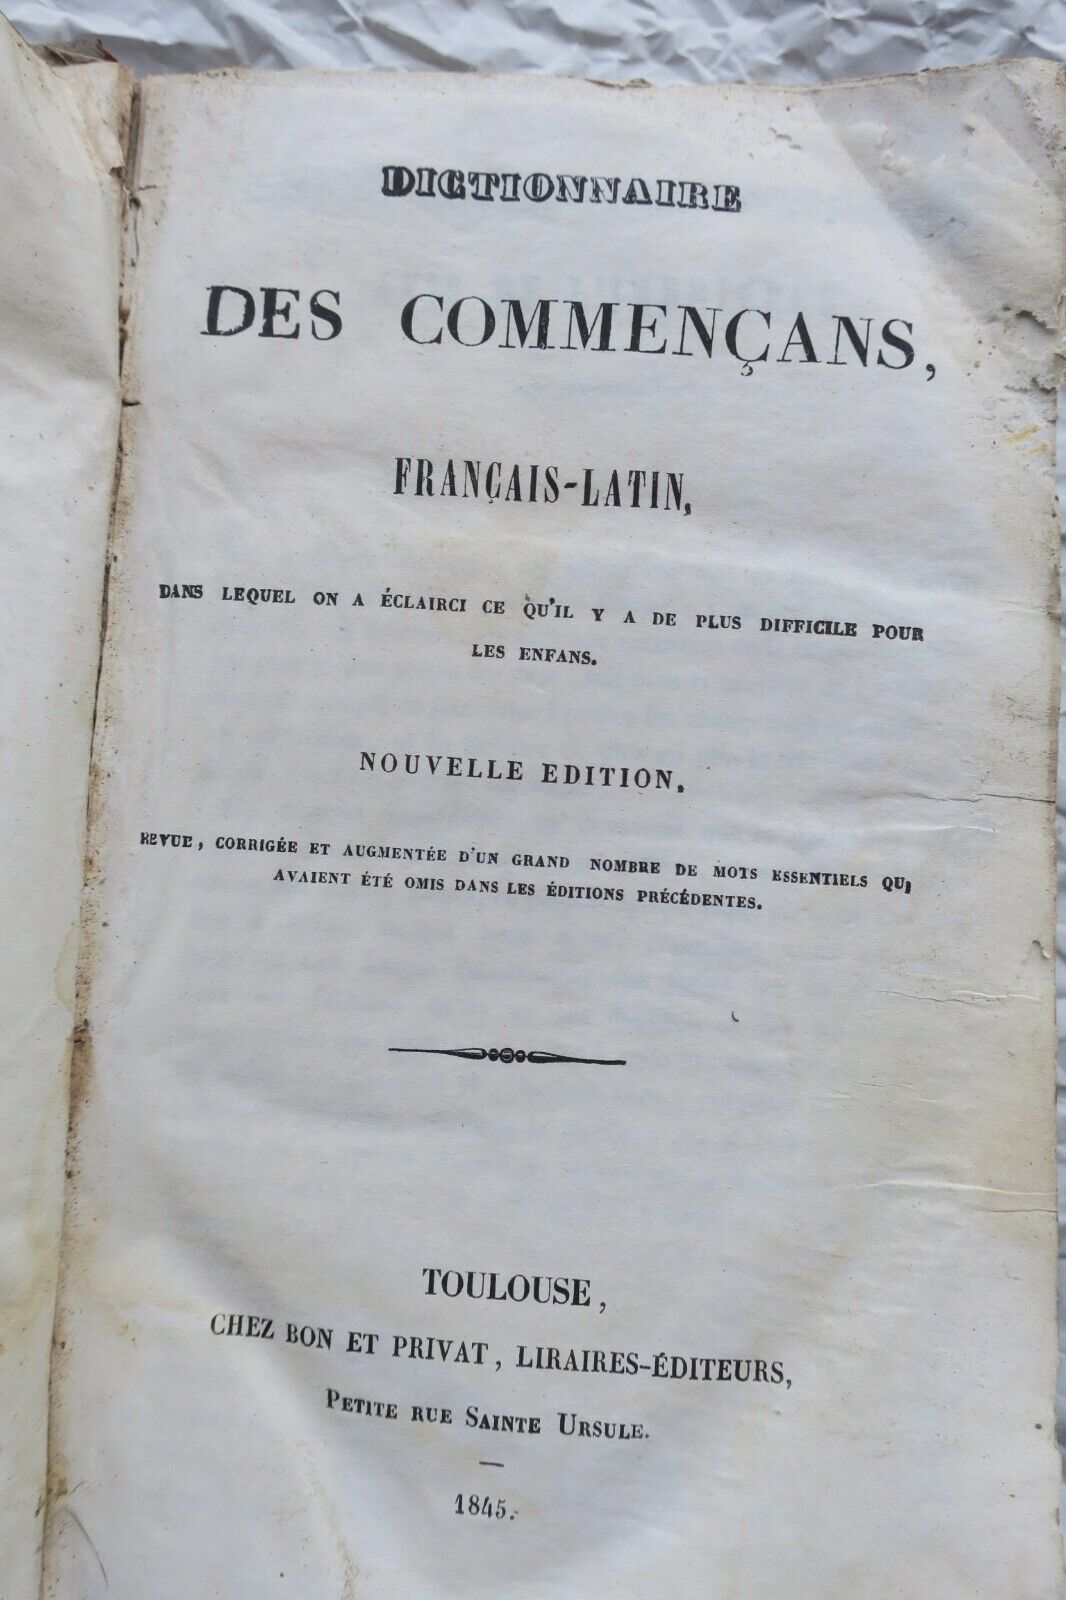 DICTIONNAIRE
DES COMMENÇANS,
FRANÇAIS-LATIN,
DANS LEQUEL ON A ÉCLAIRCI CE QU'IL Y A DE PLUS DIFFICILE POUR
LES ENFANS.
NOUVELLE EDITION,
REVUE, CORRIGÉE ET AUGMENTÉE D'UN GRAND NOMBRE DE MOTS ESSENTIELS QUI
AVAIENT ÉTÉ OMIS DANS LES ÉDITIONS PRÉCÉDENTES.
TOULOUSE,
CHEZ BON ET PRIVAT, LIRAIRES-ÉDITEURS,
PETITE RUE SAINTE URSULE.
1845.